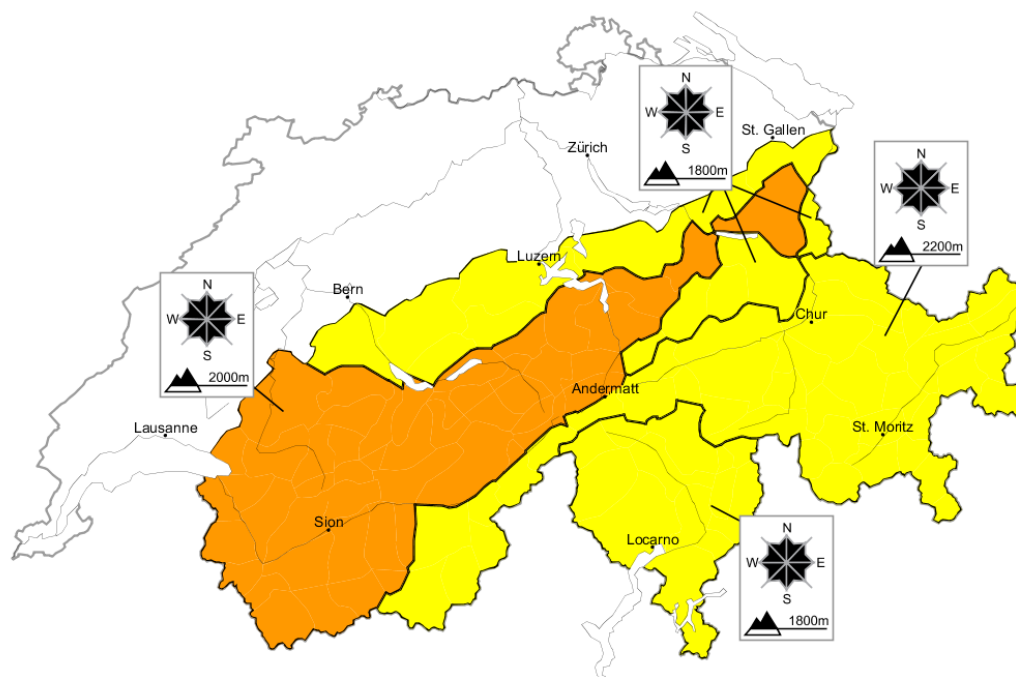 N
W E
S
1800m
St. Gallen
Zürich
N
W E
S
2200m
Luzern
N
W E
S
2000m
Bern
Chur
Andermatt
Lausanne
St. Moritz
Sion
Locarno
N
W E
S
1800m